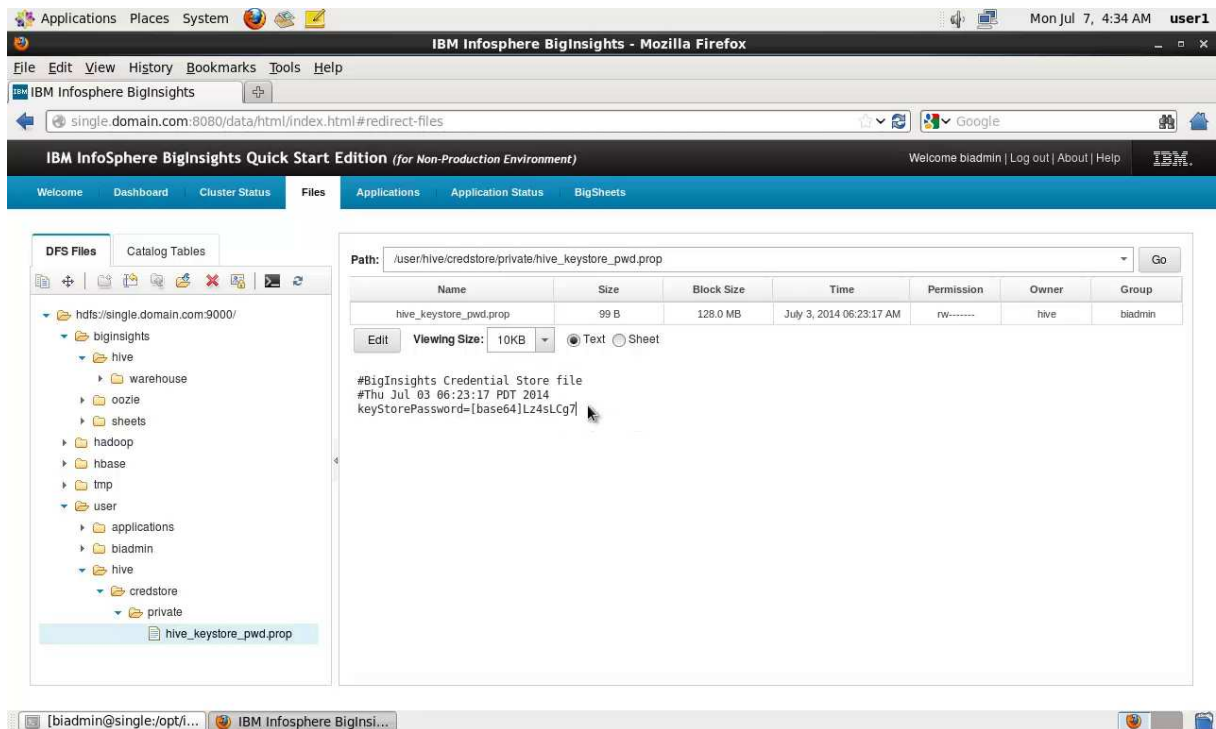 Applications Places System Mon Jul 7, 4:34 AM user1
IBM Infosphere BigInsights - Mozilla Firefox
File Edit View History Bookmarks Tools Help
IBM IBM Infosphere BigInsights
single.domain.com:8080/data/html/index.html#redirect-files Google
IBM InfoSphere BigInsights Quick Start Edition (for Non-Production Environment) Welcome biadmin | Log out | About | Help IBM.
Welcome Dashboard Cluster Status Files Applications Application Status BigSheets
DFS Files Catalog Tables
Path: /user/hive/credstore/private/hive_keystore_pwd.prop Go
Name Size Block Size Time Permission Owner Group
hive_keystore_pwd.prop 99 B 128.0 MB July 3, 2014 06:23:17 AM rw------- hive biadmin
Edit Viewing Size: 10KB Text Sheet
#BigInsights Credential Store file
#Thu Jul 03 06:23:17 PDT 2014
keyStorePassword=[base64]Lz4sLCg7
hdfs://single.domain.com:9000/
biginsights
hive
warehouse
oozie
sheets
hadoop
hbase
tmp
user
applications
biadmin
hive
credstore
private
hive_keystore_pwd.prop
[biadmin@single:/opt/i... IBM Infosphere BigInsi...